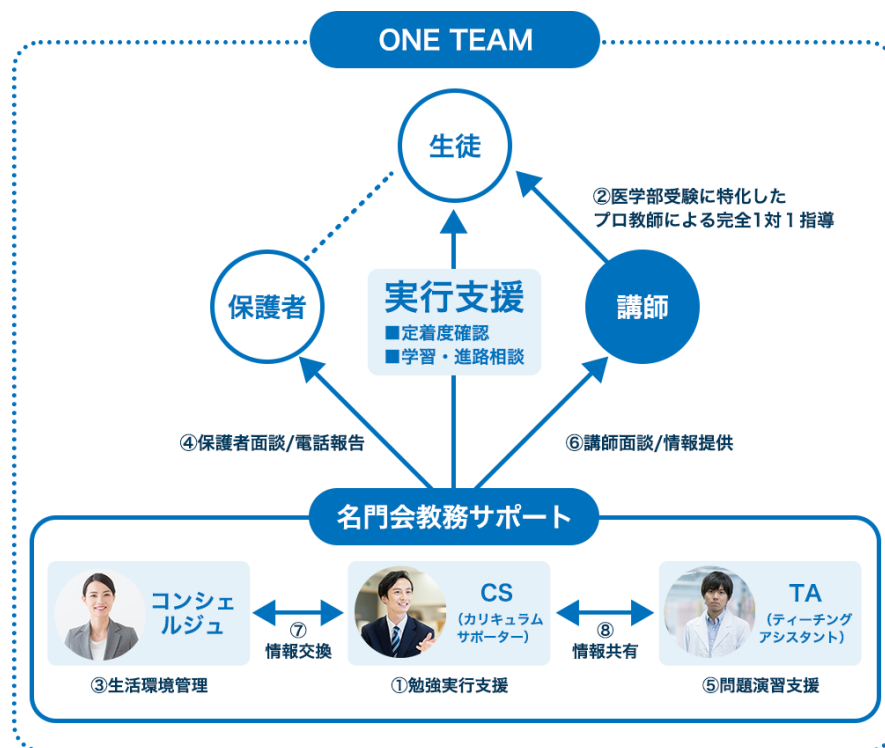 ONE TEAM
生徒
②医学部受験に特化した
プロ教師による完全1対1指導
保護者
実行支援
■定着度確認
■学習・進路相談
講師
④保護者面談/電話報告
⑥講師面談/情報提供
名門会教務サポート
コンシェ
ルジュ
⑦
情報交換
CS
(カリキュラム
サポーター)
⑧
情報共有
TA
(ティーチング
アシスタント)
③生活環境管理
①勉強実行支援
⑤問題演習支援